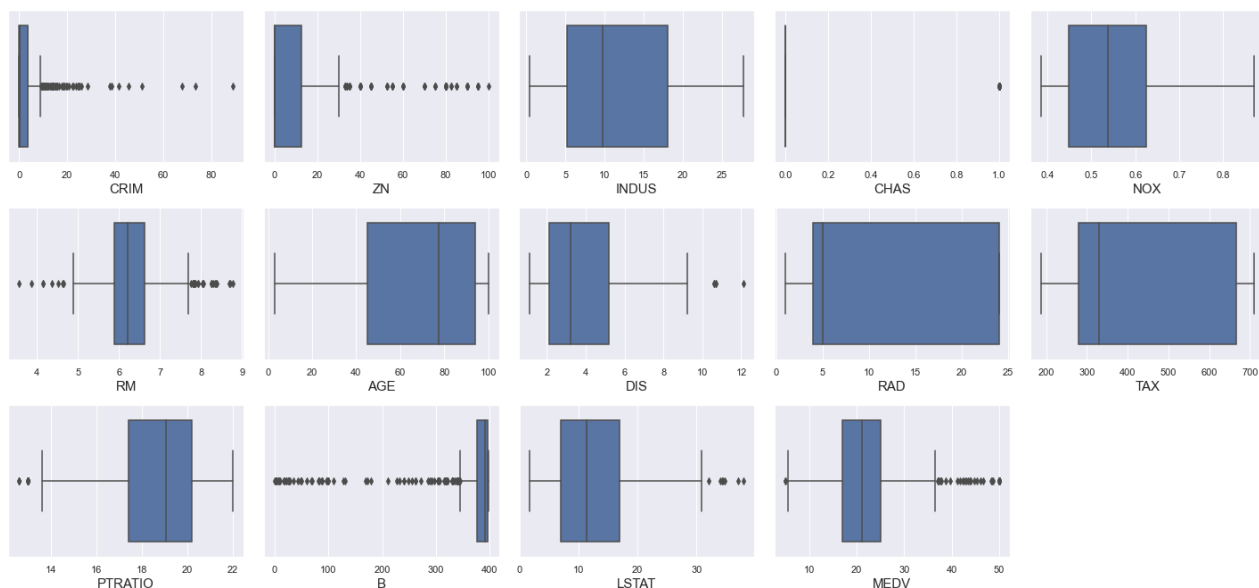 0 20 40 60 80
CRIM
0 20 40 60 80 100
ZN
0 5 10 15 20 25
INDUS
0.0 0.2 0.4 0.6 0.8 1.0
CHAS
0.4 0.5 0.6 0.7 0.8
NOX
4 5 6 7 8 9
RM
0 20 40 60 80 100
AGE
2 4 6 8 10 12
DIS
0 5 10 15 20 25
RAD
200 300 400 500 600 700
TAX
14 16 18 20 22
PTRATIO
0 100 200 300 400
B
0 10 20 30
LSTAT
10 20 30 40 50
MEDV